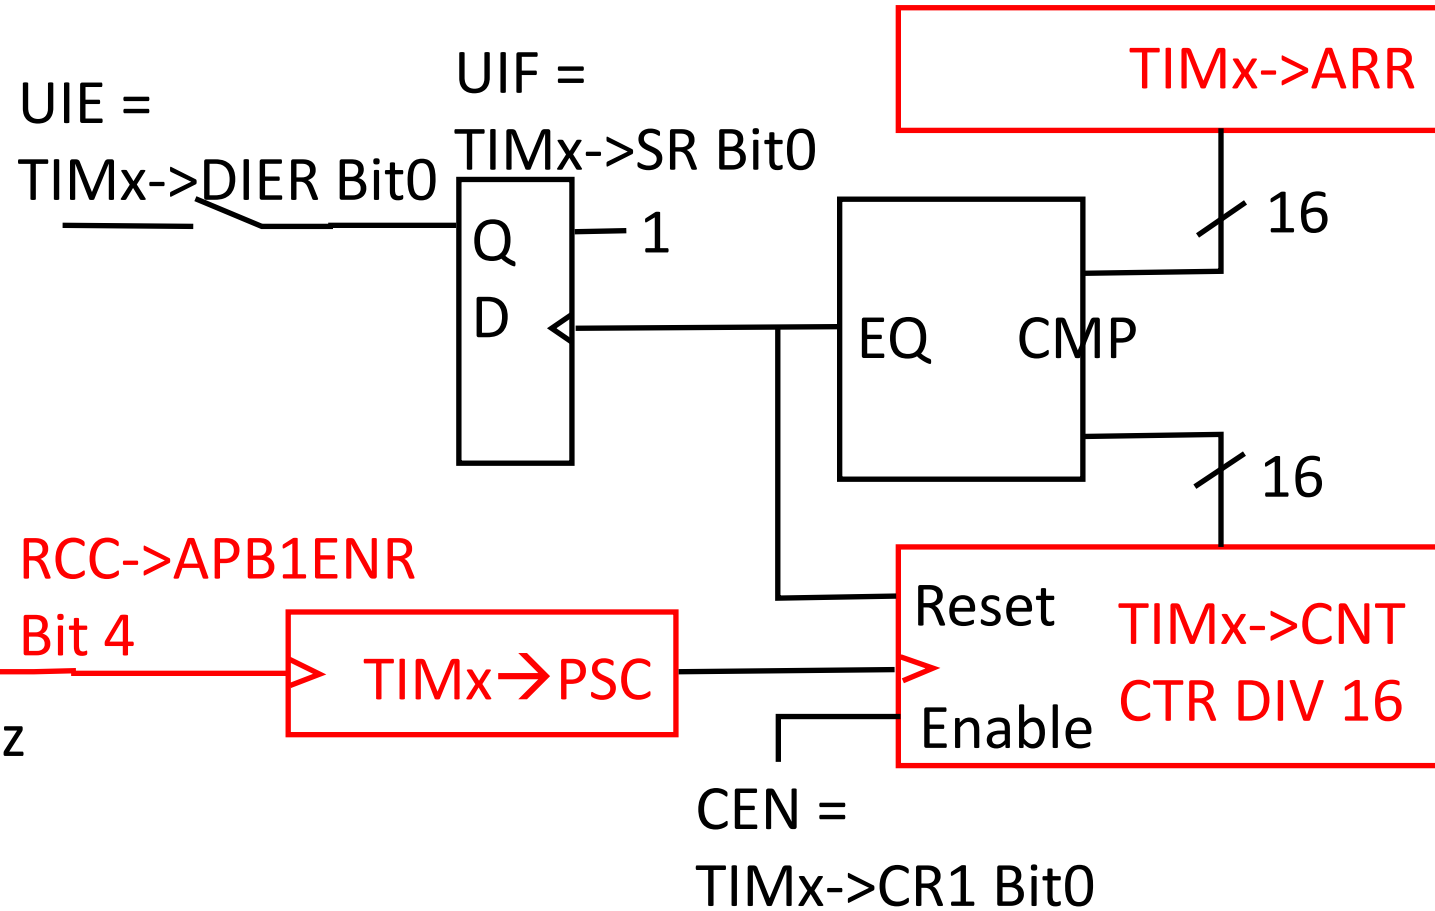 TIMx->ARR
UIF =
TIMx->SR Bit0
UIE =
TIMx->DIER Bit0
16
Q
1
D
EQ
CMP
16
RCC->APB1ENR
Bit 4
Reset
TIMx->CNT
TIMx→PSC
CTR DIV 16
Enable
z
CEN =
TIMx->CR1 Bit0